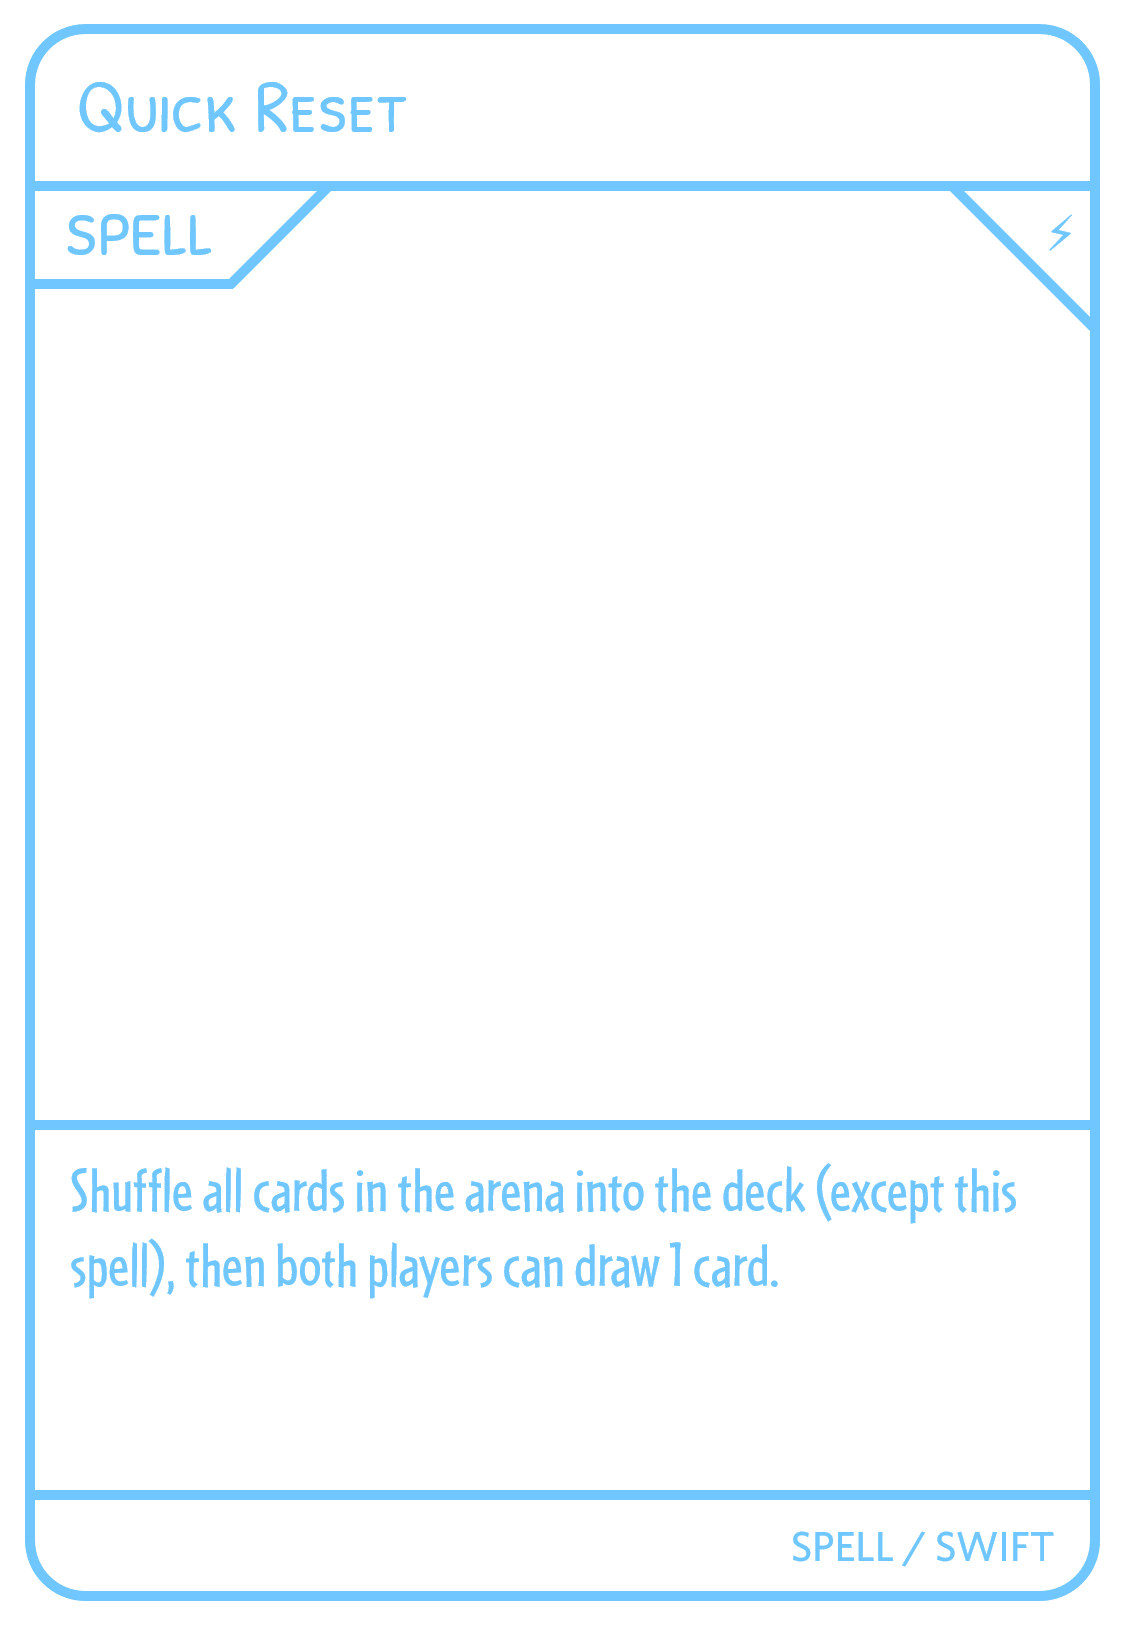 Quick Reset
SPELL
⚡
Shuffle all cards in the arena into the deck (except this
spell), then both players can draw 1 card.
SPELL / SWIFT